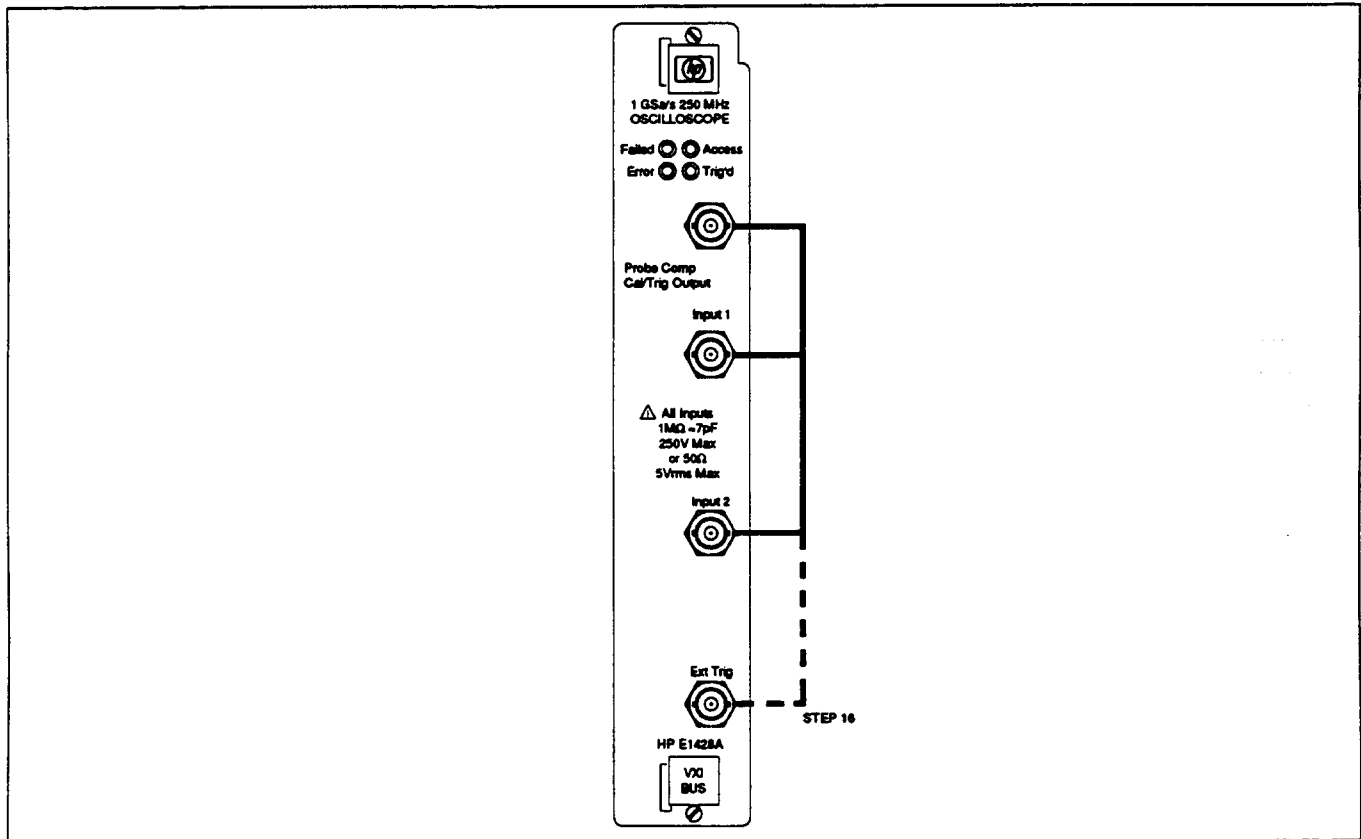 hp
1 GSa/s 250 MHz
OSCILLOSCOPE
Failed Access
Error Trig'd
Probe Comp
Cal/Trig Output
Input 1
All Inputs
1MΩ ~7pF
250V Max
or 50Ω
5Vrms Max
Input 2
Ext Trig
STEP 16
HP E1428A
VXI
BUS